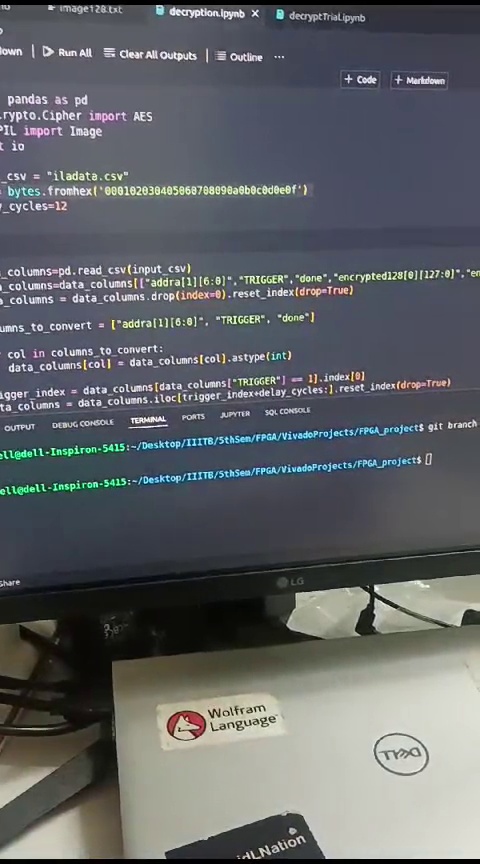 image128.txt decryption.ipynb × decryptTrial.ipynb
down Run All Clear All Outputs Outline ...
+ Code + Markdown
pandas as pd
rypto.Cipher import AES
PIL import Image
t io
_csv = "iladata.csv"
bytes.fromhex('000102030405060708090a0b0c0d0e0f')
y_cycles=12
_columns=pd.read_csv(input_csv)
_columns=data_columns[["addra[1][6:0]","TRIGGER","done","encrypted128[0][127:0]","en
a_columns = data_columns.drop(index=0).reset_index(drop=True)
umns_to_convert = ["addra[1][6:0]", "TRIGGER", "done"]
col in columns_to_convert:
data_columns[col] = data_columns[col].astype(int)
igger_index = data_columns[data_columns["TRIGGER"] == 1].index[0]
ta_columns = data_columns.iloc[trigger_index+delay_cycles:].reset_index(drop=True)
OUTPUT DEBUG CONSOLE TERMINAL PORTS JUPYTER SQL CONSOLE
ell@dell-Inspiron-5415:~/Desktop/IIITB/5thSem/FPGA/VivadoProjects/FPGA_project$ git branch
ell@dell-Inspiron-5415:~/Desktop/IIITB/5thSem/FPGA/VivadoProjects/FPGA_project$
Share
LG
Wolfram
Language
DELL
idLNation